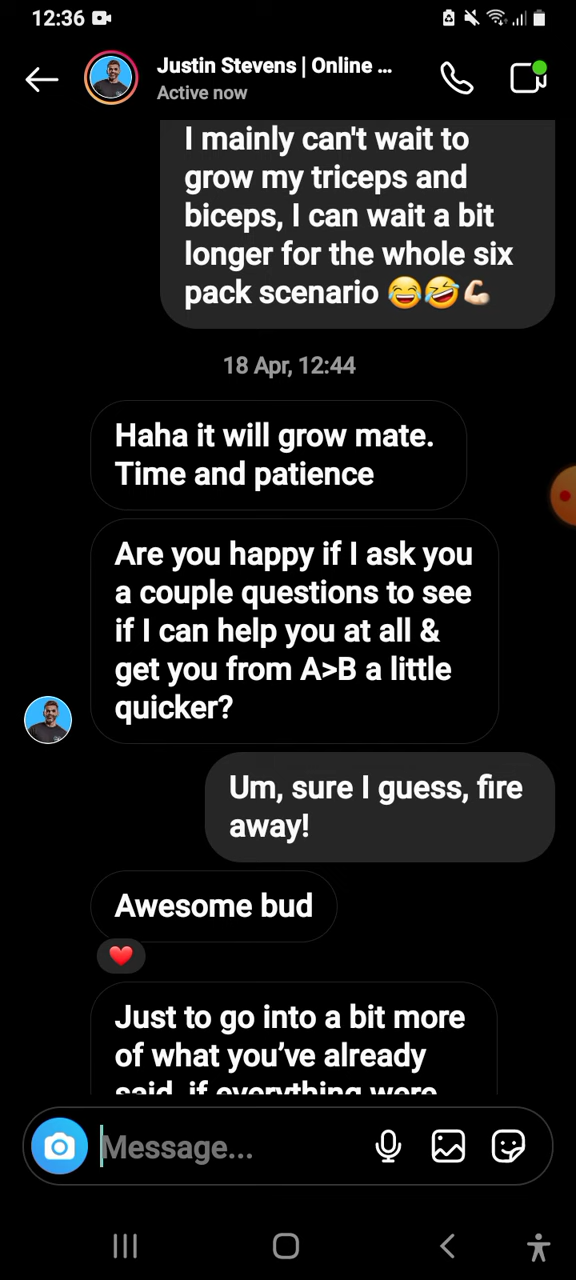 12:36
Justin Stevens | Online ...
Active now
I mainly can't wait to
grow my triceps and
biceps, I can wait a bit
longer for the whole six
pack scenario 😂🤣💪🏻
18 Apr, 12:44
Haha it will grow mate.
Time and patience
Are you happy if I ask you
a couple questions to see
if I can help you at all &
get you from A>B a little
quicker?
Um, sure I guess, fire
away!
Awesome bud
❤️
Just to go into a bit more
of what you’ve already
said, if everything were
Message...